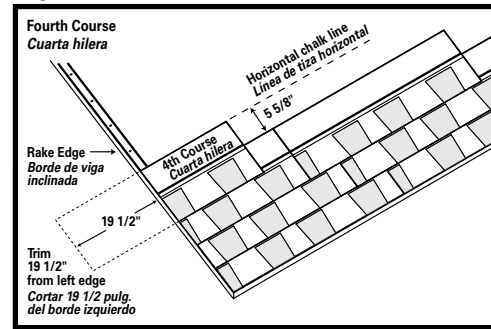 Fourth Course
Cuarta hilera
Horizontal chalk line
Línea de tiza horizontal
5 5/8"
4th Course
Cuarta hilera
Rake Edge
Borde de viga
inclinada
19 1/2"
Trim
19 1/2"
from left edge
Cortar 19 1/2 pulg.
del borde izquierdo